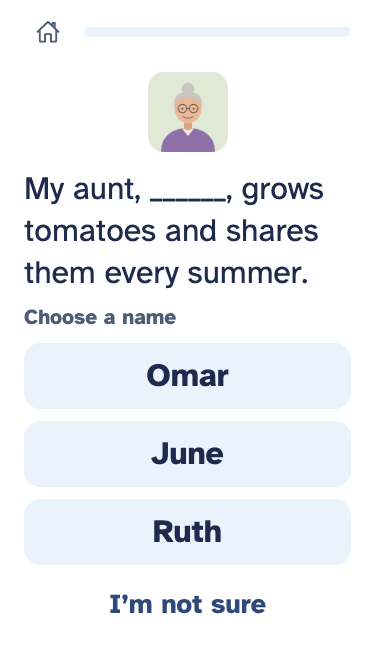 My aunt, ______, grows
tomatoes and shares
them every summer.
Choose a name
Omar
June
Ruth
I’m not sure